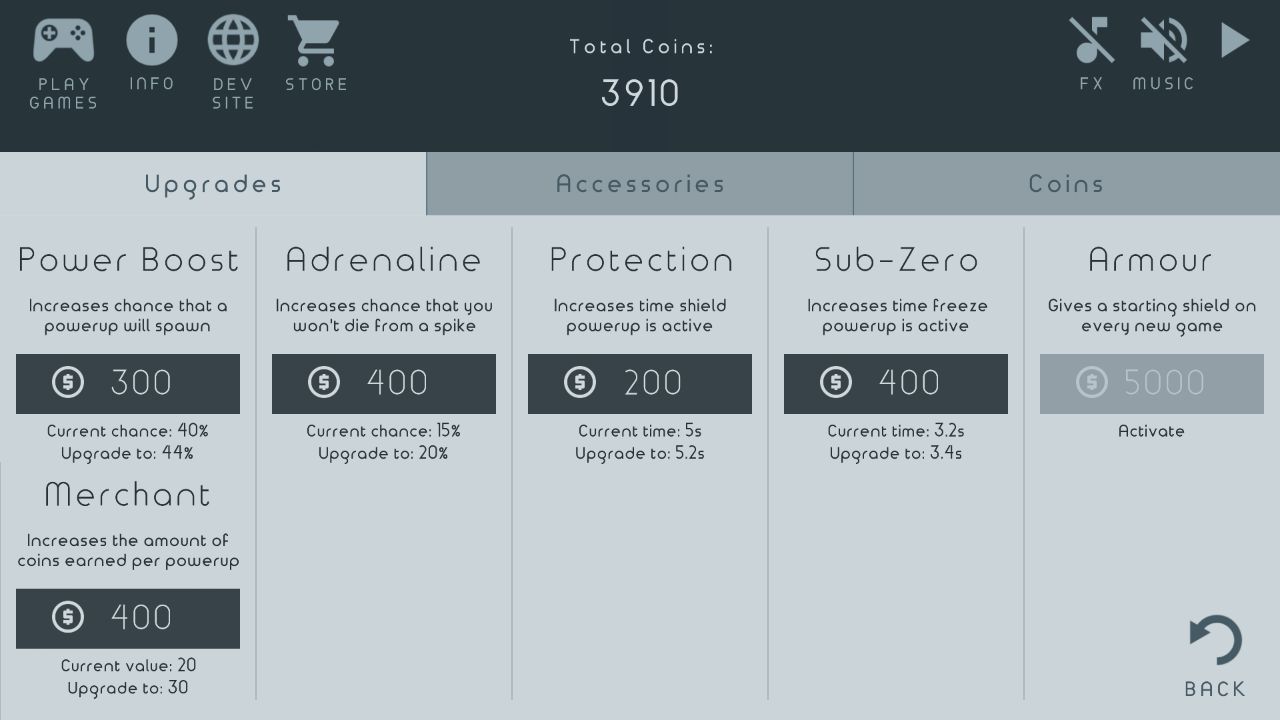 PLAY
GAMES
INFO
DEV
SITE
STORE
Total Coins:
3910
FX
MUSIC
Upgrades
Accessories
Coins
Power Boost
Increases chance that a
powerup will spawn
300
Current chance: 40%
Upgrade to: 44%
Adrenaline
Increases chance that you
won't die from a spike
400
Current chance: 15%
Upgrade to: 20%
Protection
Increases time shield
powerup is active
200
Current time: 5s
Upgrade to: 5.2s
Sub-Zero
Increases time freeze
powerup is active
400
Current time: 3.2s
Upgrade to: 3.4s
Armour
Gives a starting shield on
every new game
5000
Activate
Merchant
Increases the amount of
coins earned per powerup
400
Current value: 20
Upgrade to: 30
BACK